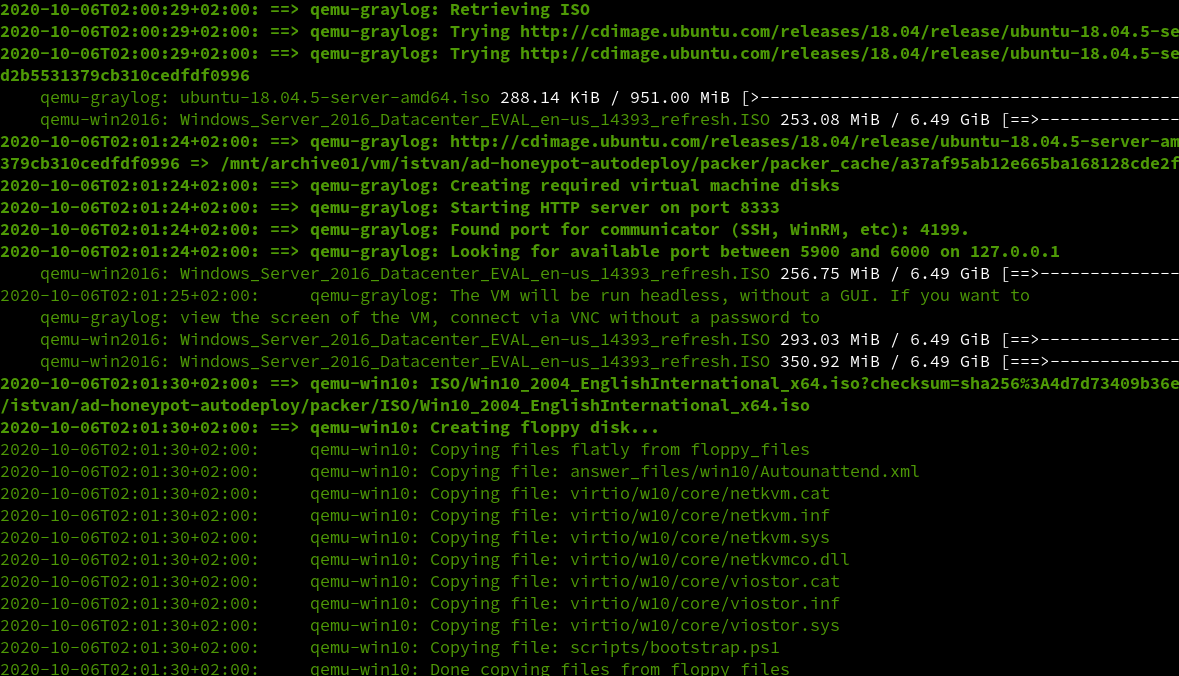 2020-10-06T02:00:29+02:00: ==> qemu-graylog: Retrieving ISO
2020-10-06T02:00:29+02:00: ==> qemu-graylog: Trying http://cdimage.ubuntu.com/releases/18.04/release/ubuntu-18.04.5-se
2020-10-06T02:00:29+02:00: ==> qemu-graylog: Trying http://cdimage.ubuntu.com/releases/18.04/release/ubuntu-18.04.5-se
d2b5531379cb310cedfdf0996
    qemu-graylog: ubuntu-18.04.5-server-amd64.iso 288.14 KiB / 951.00 MiB [>------------------------------------------
    qemu-win2016: Windows_Server_2016_Datacenter_EVAL_en-us_14393_refresh.ISO 253.08 MiB / 6.49 GiB [==>--------------
2020-10-06T02:01:24+02:00: ==> qemu-graylog: http://cdimage.ubuntu.com/releases/18.04/release/ubuntu-18.04.5-server-am
379cb310cedfdf0996 => /mnt/archive01/vm/istvan/ad-honeypot-autodeploy/packer/packer_cache/a37af95ab12e665ba168128cde2f
2020-10-06T02:01:24+02:00: ==> qemu-graylog: Creating required virtual machine disks
2020-10-06T02:01:24+02:00: ==> qemu-graylog: Starting HTTP server on port 8333
2020-10-06T02:01:24+02:00: ==> qemu-graylog: Found port for communicator (SSH, WinRM, etc): 4199.
2020-10-06T02:01:24+02:00: ==> qemu-graylog: Looking for available port between 5900 and 6000 on 127.0.0.1
    qemu-win2016: Windows_Server_2016_Datacenter_EVAL_en-us_14393_refresh.ISO 256.75 MiB / 6.49 GiB [==>--------------
2020-10-06T02:01:25+02:00:     qemu-graylog: The VM will be run headless, without a GUI. If you want to
    qemu-graylog: view the screen of the VM, connect via VNC without a password to
    qemu-win2016: Windows_Server_2016_Datacenter_EVAL_en-us_14393_refresh.ISO 293.03 MiB / 6.49 GiB [==>--------------
    qemu-win2016: Windows_Server_2016_Datacenter_EVAL_en-us_14393_refresh.ISO 350.92 MiB / 6.49 GiB [===>-------------
2020-10-06T02:01:30+02:00: ==> qemu-win10: ISO/Win10_2004_EnglishInternational_x64.iso?checksum=sha256%3A4d7d73409b36e
/istvan/ad-honeypot-autodeploy/packer/ISO/Win10_2004_EnglishInternational_x64.iso
2020-10-06T02:01:30+02:00: ==> qemu-win10: Creating floppy disk...
2020-10-06T02:01:30+02:00:     qemu-win10: Copying files flatly from floppy_files
2020-10-06T02:01:30+02:00:     qemu-win10: Copying file: answer_files/win10/Autounattend.xml
2020-10-06T02:01:30+02:00:     qemu-win10: Copying file: virtio/w10/core/netkvm.cat
2020-10-06T02:01:30+02:00:     qemu-win10: Copying file: virtio/w10/core/netkvm.inf
2020-10-06T02:01:30+02:00:     qemu-win10: Copying file: virtio/w10/core/netkvm.sys
2020-10-06T02:01:30+02:00:     qemu-win10: Copying file: virtio/w10/core/netkvmco.dll
2020-10-06T02:01:30+02:00:     qemu-win10: Copying file: virtio/w10/core/viostor.cat
2020-10-06T02:01:30+02:00:     qemu-win10: Copying file: virtio/w10/core/viostor.inf
2020-10-06T02:01:30+02:00:     qemu-win10: Copying file: virtio/w10/core/viostor.sys
2020-10-06T02:01:30+02:00:     qemu-win10: Copying file: scripts/bootstrap.ps1
2020-10-06T02:01:30+02:00:     qemu-win10: Done copying files from floppy_files